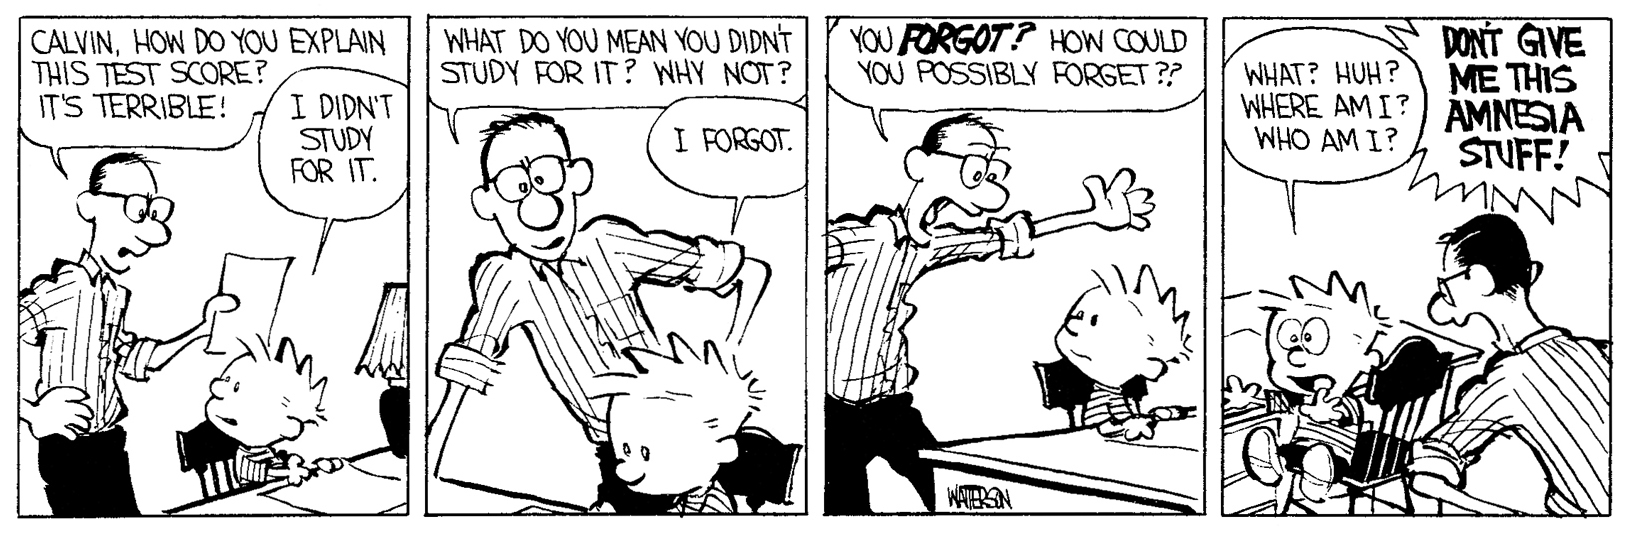 CALVIN, HOW DO YOU EXPLAIN
THIS TEST SCORE?
IT'S TERRIBLE!
I DIDN'T
STUDY
FOR IT.
WHAT DO YOU MEAN YOU DIDN'T
STUDY FOR IT? WHY NOT?
I FORGOT.
YOU FORGOT? HOW COULD
YOU POSSIBLY FORGET??
WATTERSON
WHAT? HUH?
WHERE AM I?
WHO AM I?
DON'T GIVE
ME THIS
AMNESIA
STUFF!